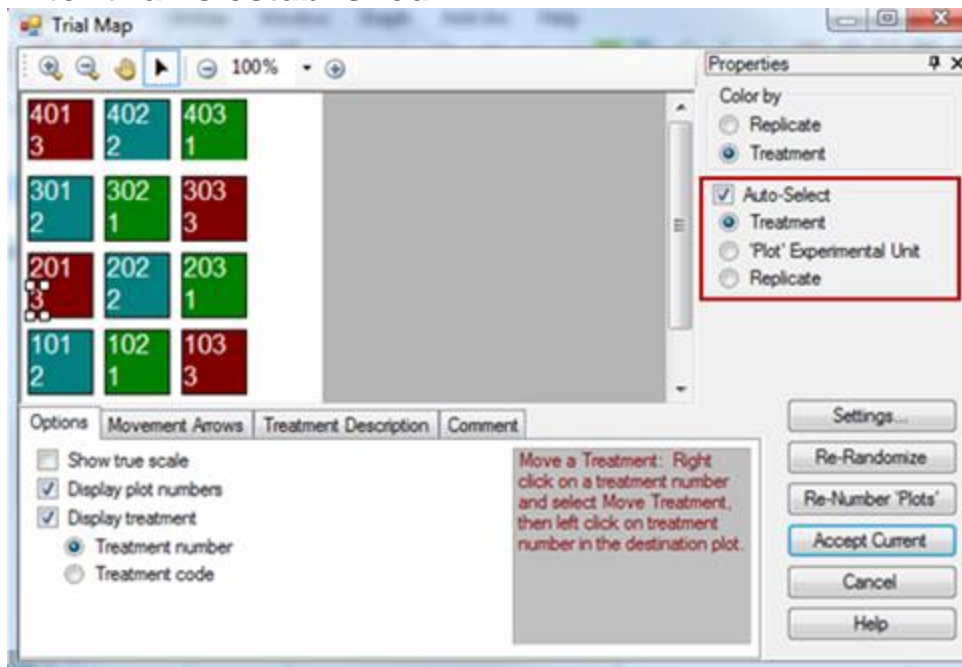 Trial Map
100%
401 402 403
3 2 1
301 302 303
2 1 3
201 202 203
3 2 1
101 102 103
2 1 3
Properties
Color by
Replicate
Treatment
Auto-Select
Treatment
'Plot' Experimental Unit
Replicate
Options Movement Arrows Treatment Description Comment
Show true scale
Display plot numbers
Display treatment
Treatment number
Treatment code
Move a Treatment: Right
click on a treatment number
and select Move Treatment,
then left click on treatment
number in the destination plot.
Settings...
Re-Randomize
Re-Number 'Plots'
Accept Current
Cancel
Help